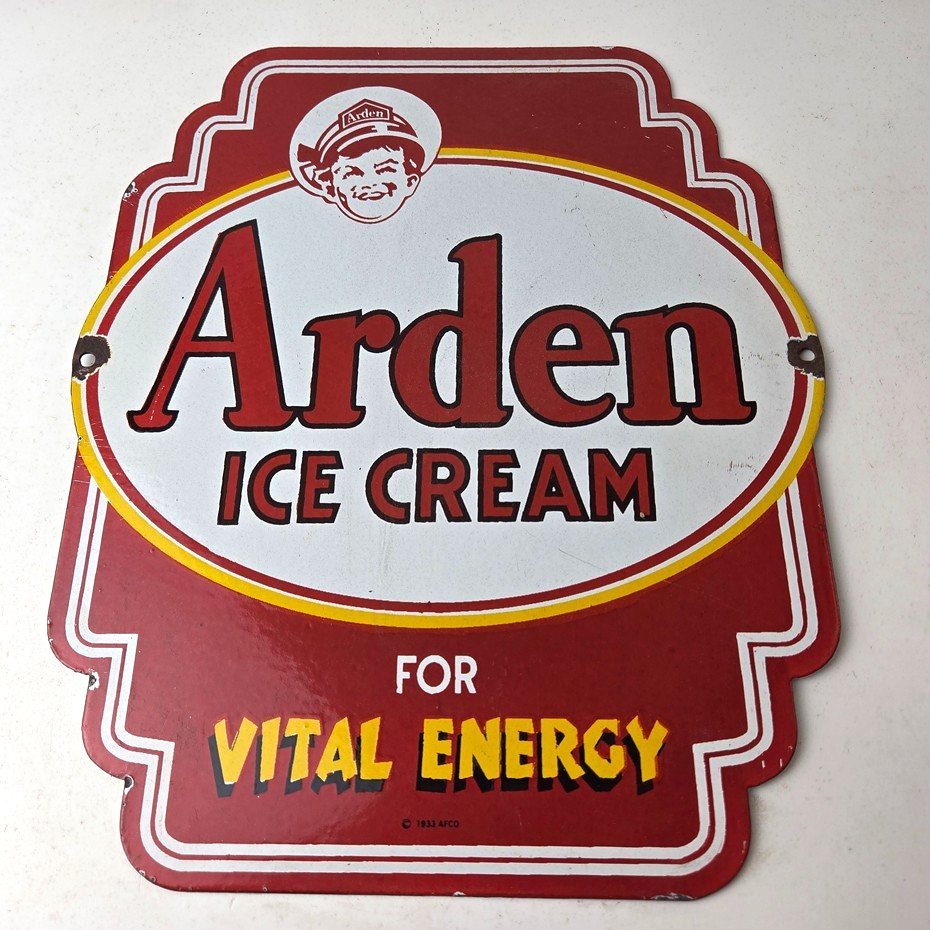 Arden
Arden
ICE CREAM
FOR
VITAL ENERGY
© 1933 AFCO